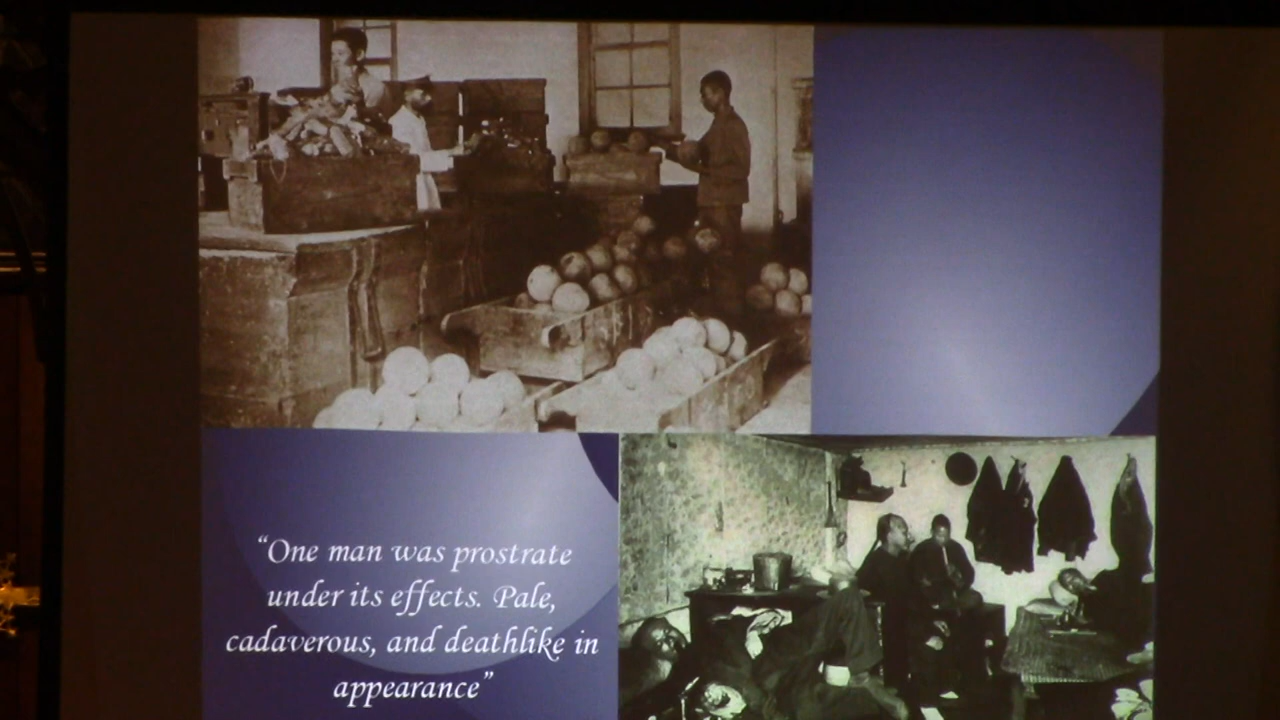 “One man was prostrate
under its effects. Pale,
cadaverous, and deathlike in
appearance”